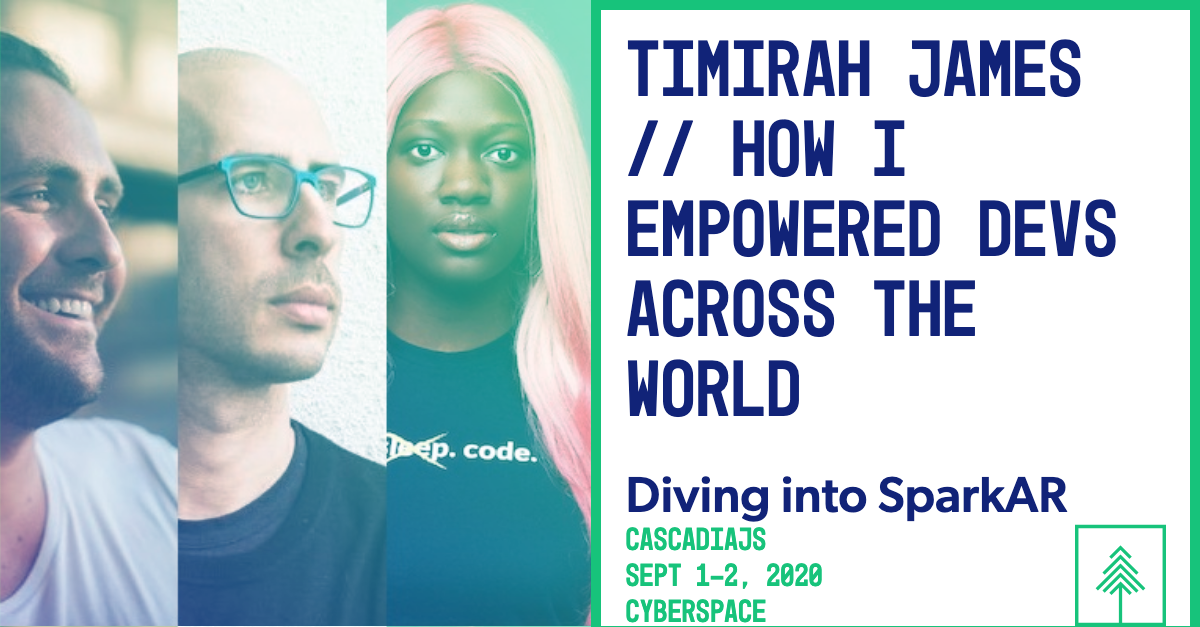 sleep. code.
TIMIRAH JAMES
// HOW I
EMPOWERED DEVS
ACROSS THE
WORLD
Diving into SparkAR
CASCADIAJS
SEPT 1-2, 2020
CYBERSPACE